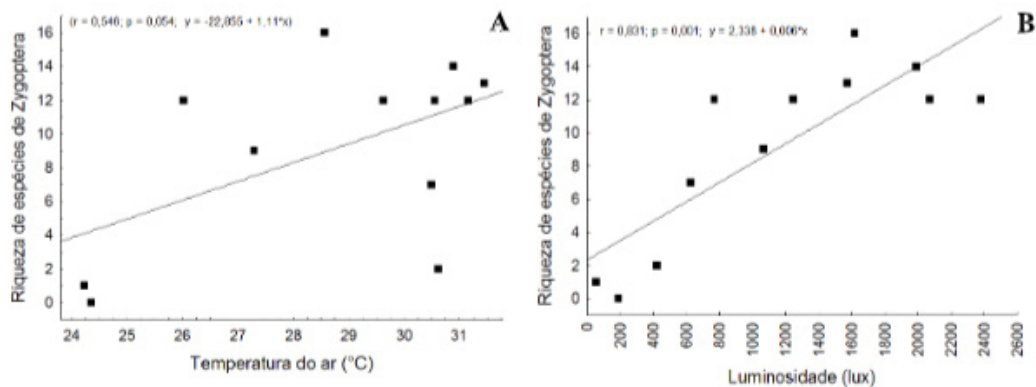 (r = 0,546; p = 0,054; y = -22,855 + 1,11*x)
A
Riqueza de espécies de Zygoptera
16
14
12
10
8
6
4
2
0
24 25 26 27 28 29 30 31
Temperatura do ar (°C)
r = 0,831; p = 0,001; y = 2,338 + 0,006*x
B
Riqueza de espécies de Zygoptera
16
14
12
10
8
6
4
2
0
0 200 400 600 800 1000 1200 1400 1600 1800 2000 2200 2400 2600
Luminosidade (lux)